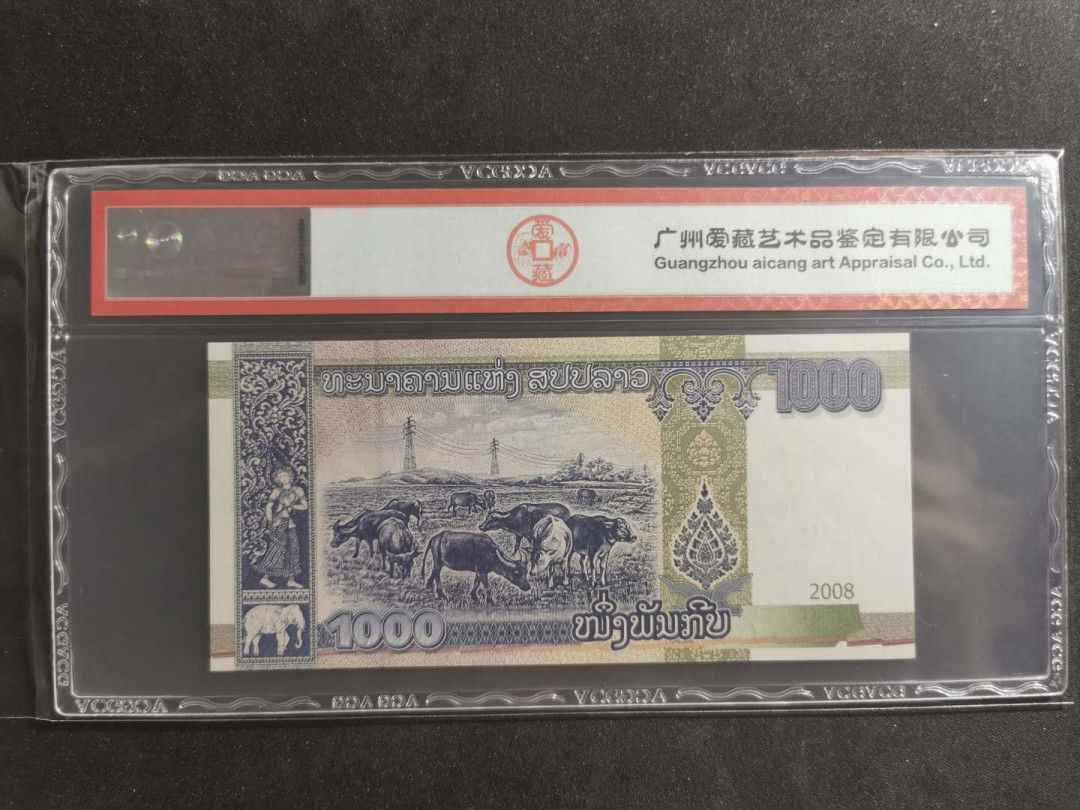 爱藏
广州爱藏艺术品鉴定有限公司
Guangzhou aicang art Appraisal Co., Ltd.
ທະນາຄານແຫ່ງ ສປປລາວ
1000
2008
1000
ໜຶ່ງພັນກີບ